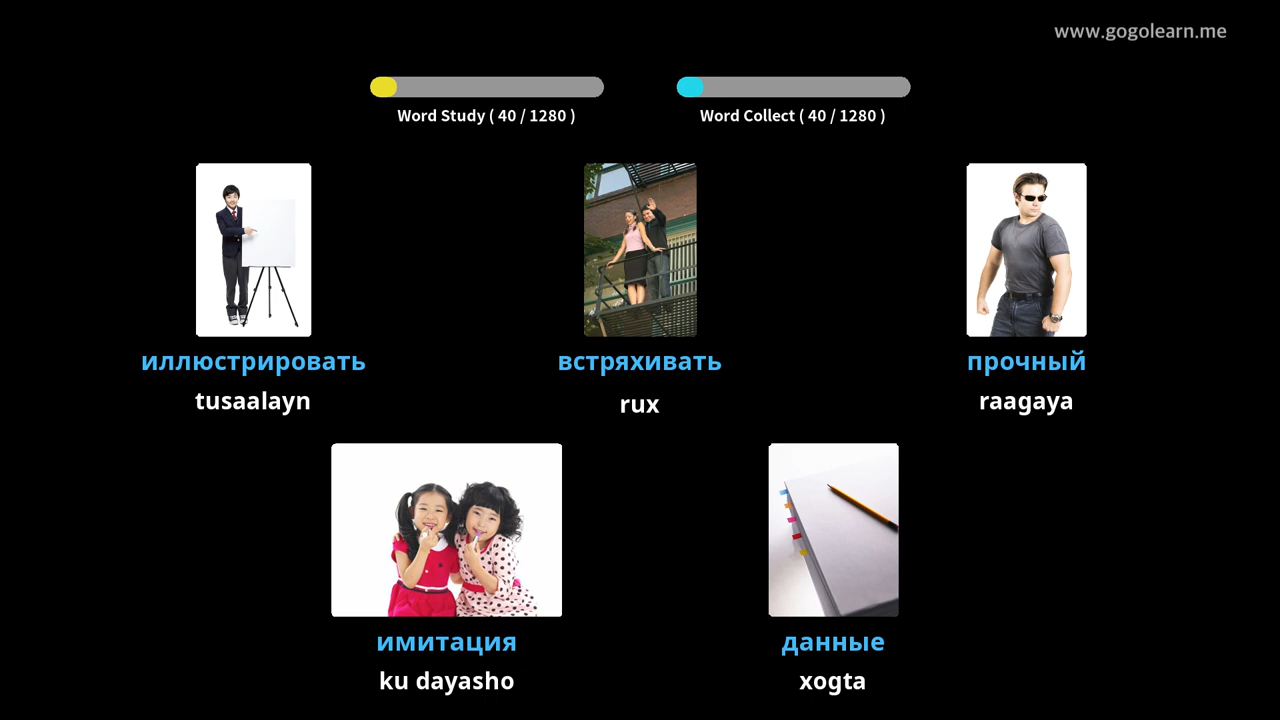 www.gogolearn.me
Word Study ( 40 / 1280 )
Word Collect ( 40 / 1280 )
иллюстрировать
tusaalayn
встряхивать
rux
прочный
raagaya
имитация
ku dayasho
данные
xogta